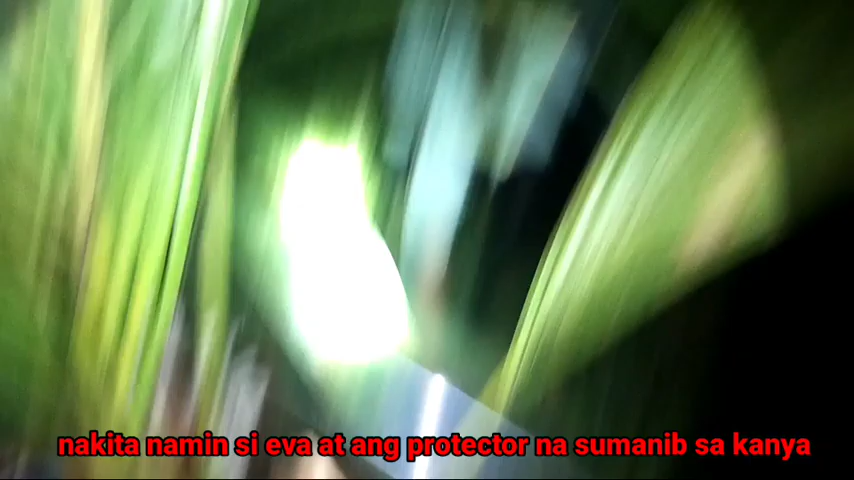 nakita namin si eva at ang protector na sumanib sa kanya